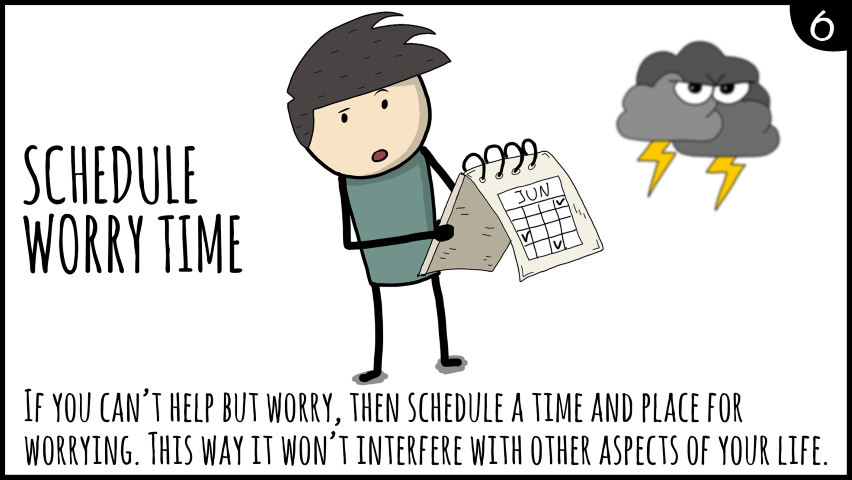 6
SCHEDULE
WORRY TIME
JUN
IF YOU CAN'T HELP BUT WORRY, THEN SCHEDULE A TIME AND PLACE FOR
WORRYING. THIS WAY IT WON'T INTERFERE WITH OTHER ASPECTS OF YOUR LIFE.